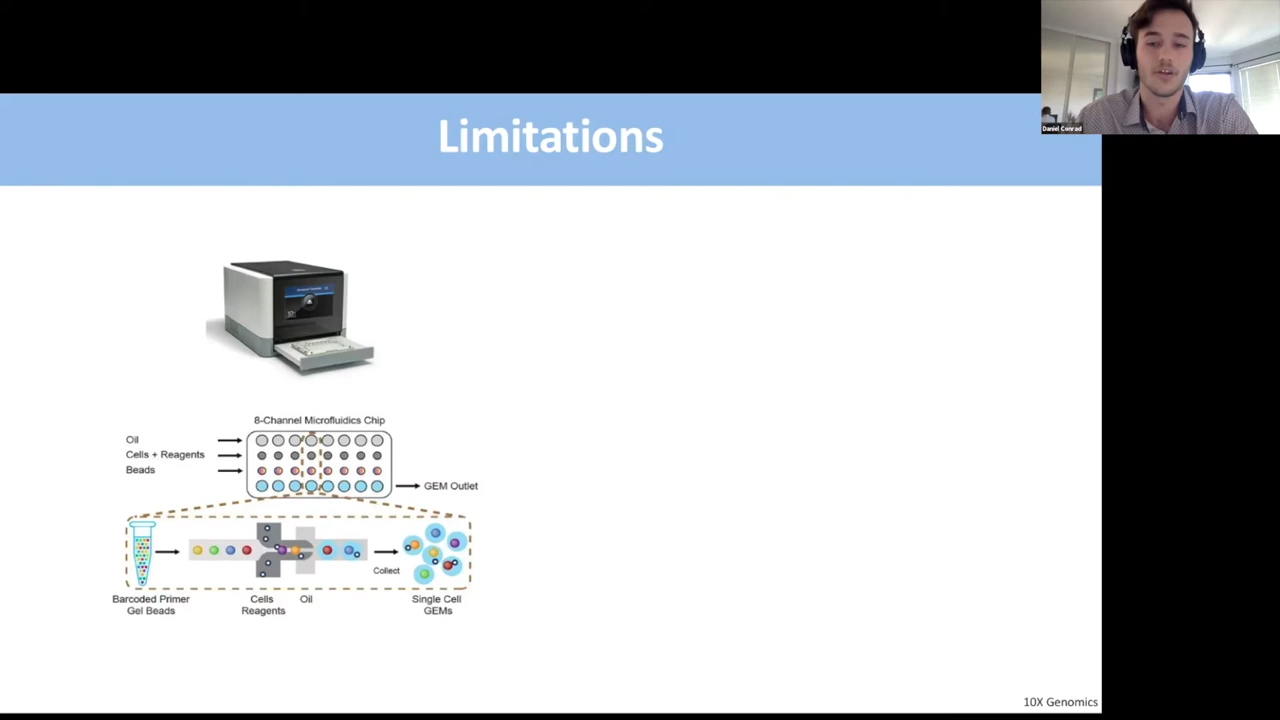 Daniel Conrad
Limitations
8-Channel Microfluidics Chip
Oil
Cells + Reagents
Beads
GEM Outlet
Collect
Barcoded Primer
Gel Beads
Cells
Reagents
Oil
Single Cell
GEMs
10X Genomics